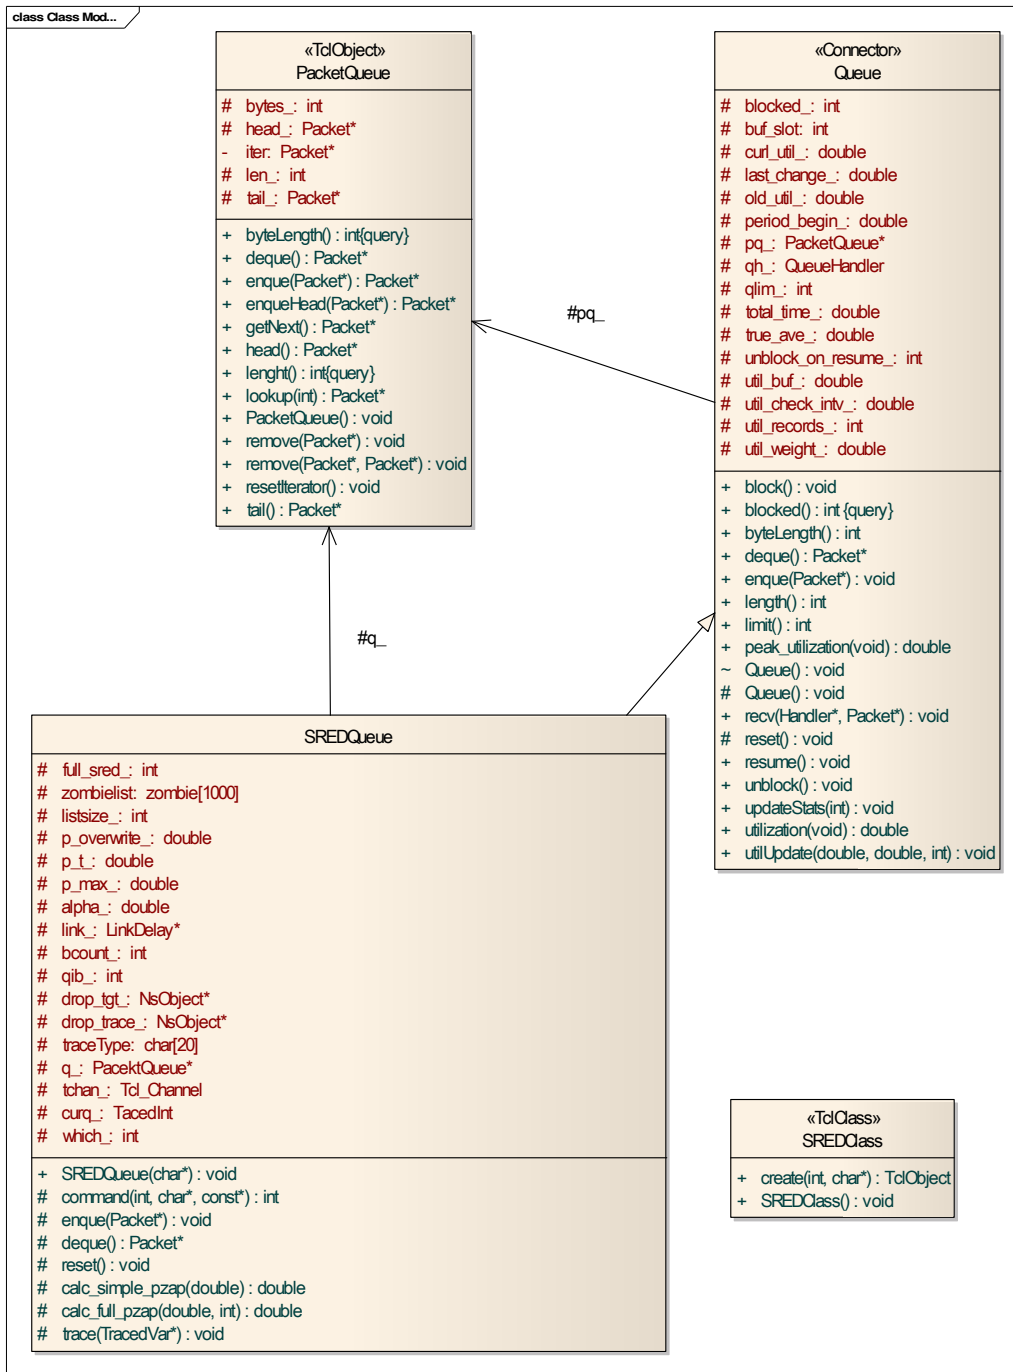 class Class Mod...
«TclObject»
PacketQueue
# bytes_: int
# head_: Packet*
- iter: Packet*
# len_: int
# tail_: Packet*
+ byteLength() : int{query}
+ deque() : Packet*
+ enque(Packet*) : Packet*
+ enqueHead(Packet*) : Packet*
+ getNext() : Packet*
+ head() : Packet*
+ lenght() : int{query}
+ lookup(int) : Packet*
+ PacketQueue() : void
+ remove(Packet*) : void
+ remove(Packet*, Packet*) : void
+ resetIterator() : void
+ tail() : Packet*
«Connector»
Queue
# blocked_: int
# buf_slot: int
# curl_util_: double
# last_change_: double
# old_util_: double
# period_begin_: double
# pq_: PacketQueue*
# qh_: QueueHandler
# qlim_: int
# total_time_: double
# true_ave_: double
# unblock_on_resume_: int
# util_buf_: double
# util_check_intv_: double
# util_records_: int
# util_weight_: double
+ block() : void
+ blocked() : int {query}
+ byteLength() : int
+ deque() : Packet*
+ enque(Packet*) : void
+ length() : int
+ limit() : int
+ peak_utilization(void) : double
~ Queue() : void
# Queue() : void
+ recv(Handler*, Packet*) : void
# reset() : void
+ resume() : void
+ unblock() : void
+ updateStats(int) : void
+ utilization(void) : double
+ utilUpdate(double, double, int) : void
#pq_
#q_
SREDQueue
# full_sred_: int
# zombielist: zombie[1000]
# listsize_: int
# p_overwrite_: double
# p_t_: double
# p_max_: double
# alpha_: double
# link_: LinkDelay*
# bcount_: int
# qib_: int
# drop_tgt_: NsObject*
# drop_trace_: NsObject*
# traceType: char[20]
# q_: PacektQueue*
# tchan_: Tcl_Channel
# curq_: TacedInt
# which_: int
+ SREDQueue(char*) : void
# command(int, char*, const*) : int
# enque(Packet*) : void
# deque() : Packet*
# reset() : void
# calc_simple_pzap(double) : double
# calc_full_pzap(double, int) : double
# trace(TracedVar*) : void
«TclClass»
SREDClass
+ create(int, char*) : TclObject
+ SREDClass() : void